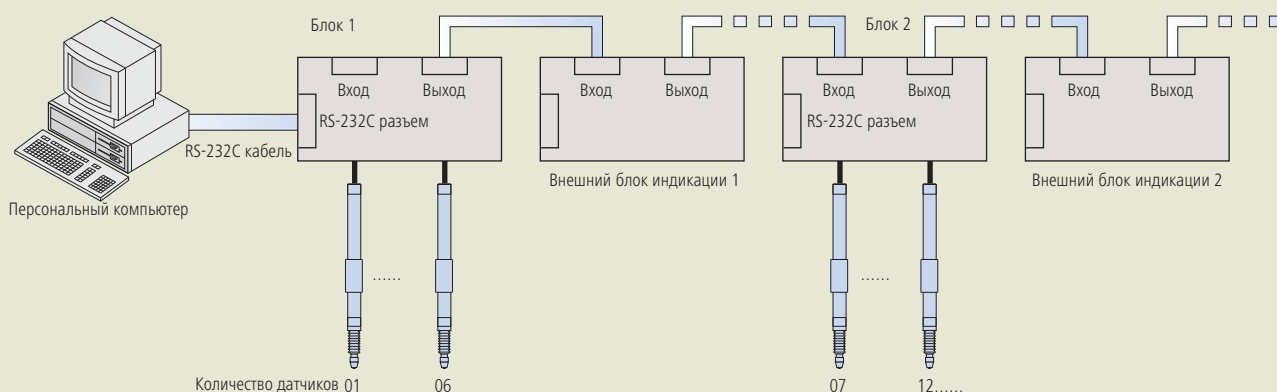 Блок 1
Блок 2
Вход Выход
Вход Выход
Вход Выход
Вход Выход
RS-232C разъем
RS-232C разъем
RS-232C кабель
Внешний блок индикации 1
Внешний блок индикации 2
Персональный компьютер
......
......
Количество датчиков 01 06 07 12......